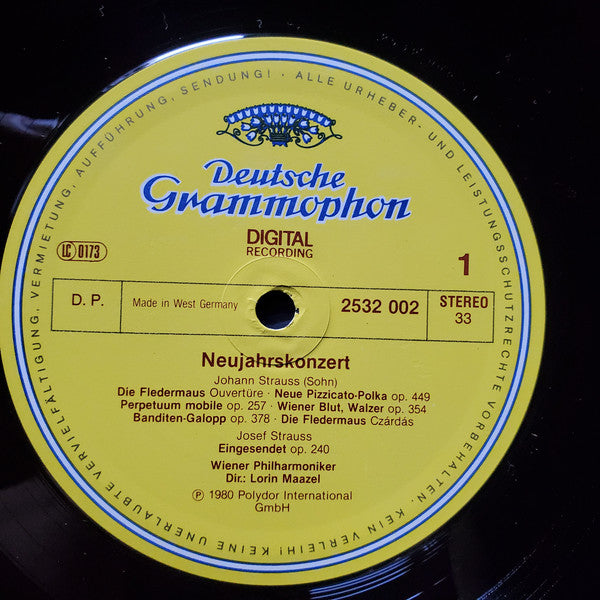 ALLE URHEBER- UND LEISTUNGSSCHUTZRECHTE VORBEHALTEN. KEIN VERLEIH! KEINE UNERLAUBTE VERVIELFÄLTIGUNG, VERMIETUNG, AUFFÜHRUNG, SENDUNG! ·
Deutsche
Grammophon
DIGITAL
RECORDING
LC 0173
1
D. P.
Made in West Germany
2532 002
STEREO
33
Neujahrskonzert
Johann Strauss (Sohn)
Die Fledermaus Ouvertüre · Neue Pizzicato-Polka op. 449
Perpetuum mobile op. 257 · Wiener Blut, Walzer op. 354
Banditen-Galopp op. 378 · Die Fledermaus Czárdás
Josef Strauss
Eingesendet op. 240
Wiener Philharmoniker
Dir.: Lorin Maazel
℗ 1980 Polydor International
GmbH